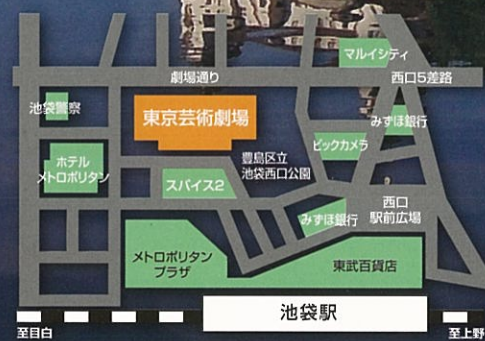 マルイシティ
劇場通り
西口5差路
池袋警察
東京芸術劇場
みずほ銀行
ビックカメラ
ホテル
メトロポリタン
スパイス2
豊島区立
池袋西口公園
みずほ銀行
西口
駅前広場
メトロポリタン
プラザ
東武百貨店
池袋駅
至目白
至上野